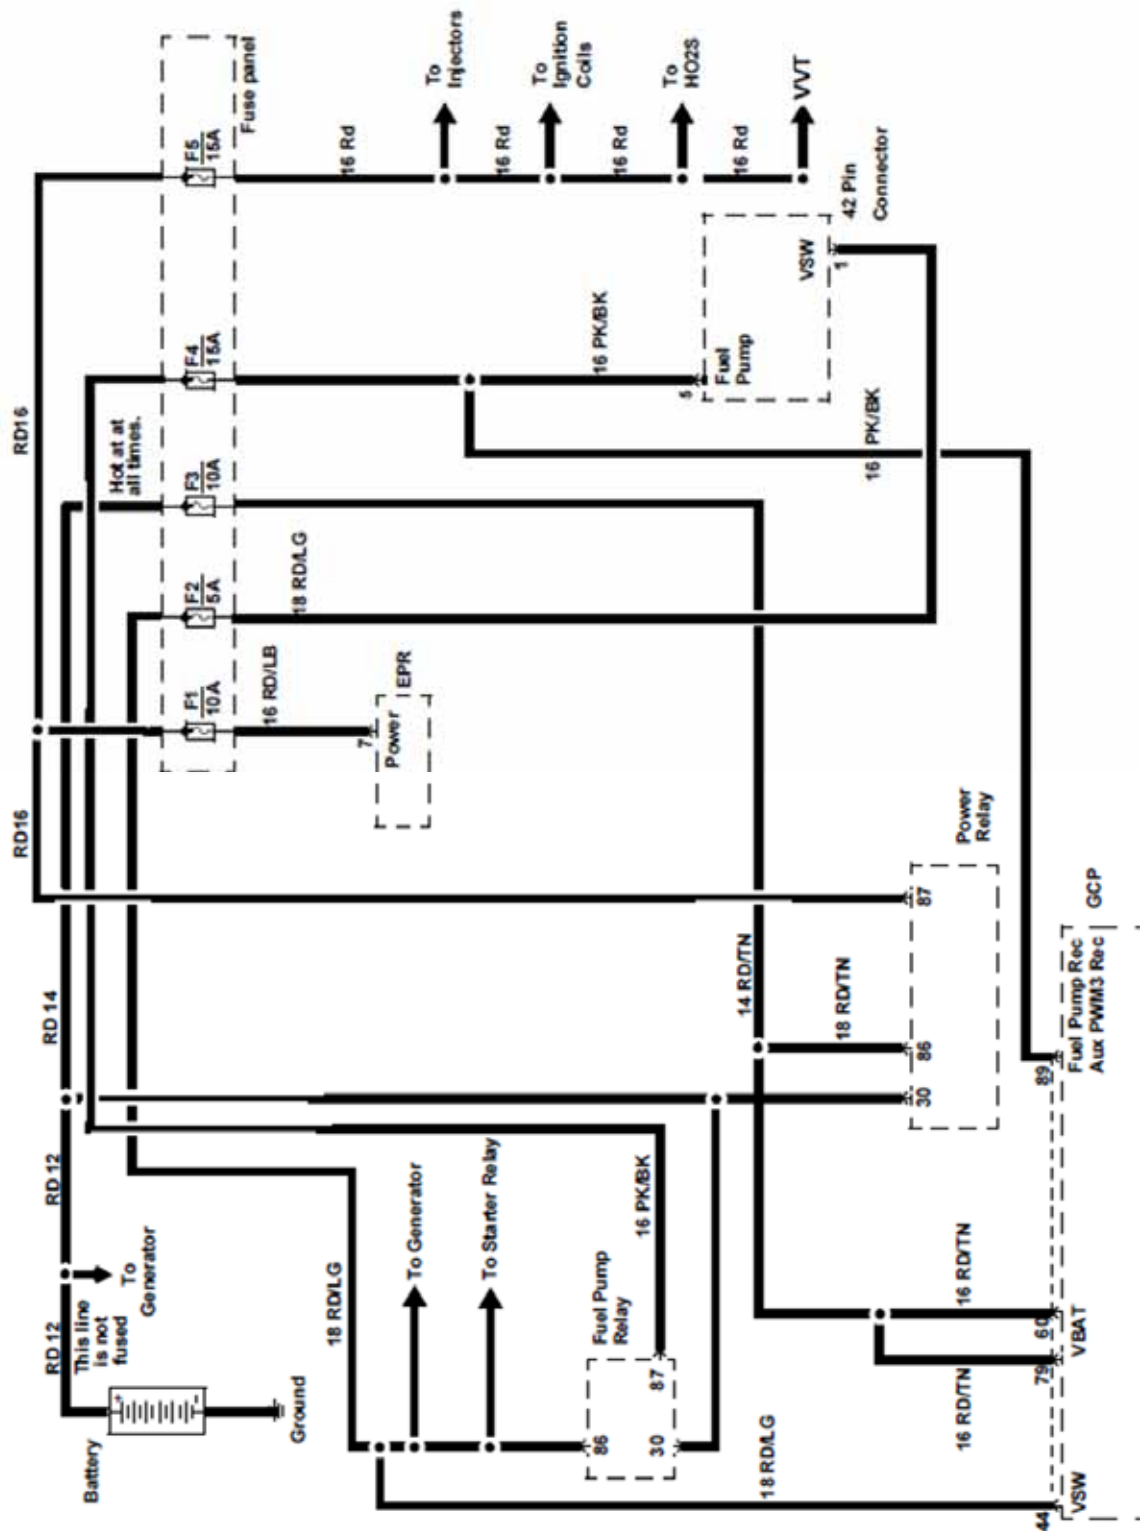 Battery
Ground
RD12
This line
is not
fused
To
Generator
RD12
RD 14
RD16
RD16
Hot at at
all times.
F1
10A
F2
5A
F3
10A
F4
15A
F5
15A
Fuse panel
16 RD/LB
18 RD/LG
16 Rd
16 Rd
16 Rd
16 Rd
To
Injectors
To
Ignition
Coils
To
HO2S
VVT
7
Power
EPR
16 PK/BK
5
Fuel
Pump
VSW
1
42 Pin
Connector
16 PK/BK
18 RD/LG
To Generator
To Starter Relay
16 PK/BK
Fuel Pump
Relay
86
87
30
18 RD/LG
14 RD/TN
18 RD/TN
87
86
30
Power
Relay
16 RD/TN
16 RD/TN
44
VSW
79
60
VBAT
89
Fuel Pump Rec
Aux PWM3 Rec
GCP